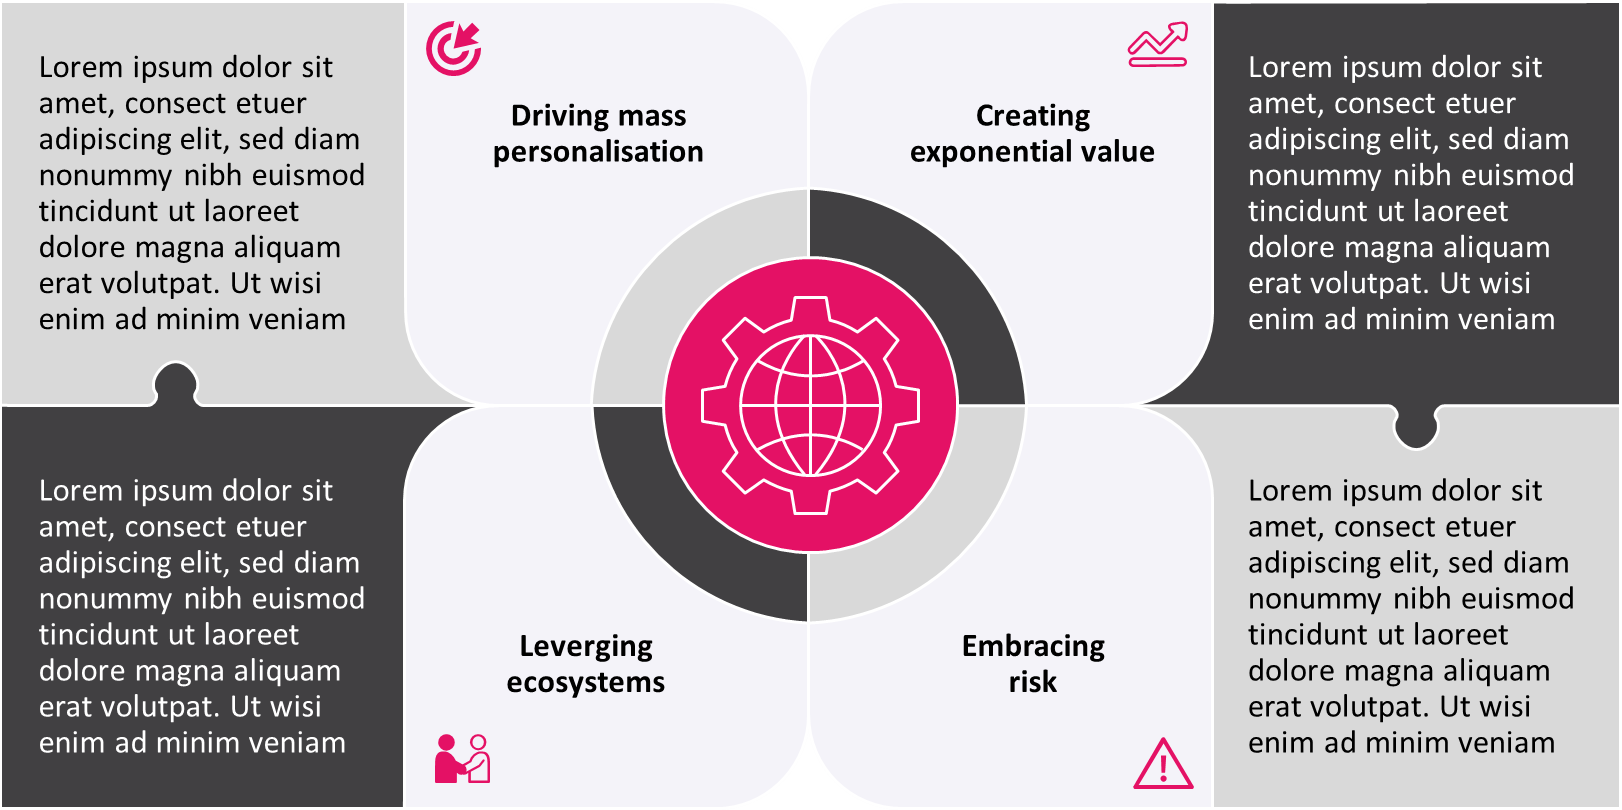 Lorem ipsum dolor sit
amet, consect etuer
adipiscing elit, sed diam
nonummy nibh euismod
tincidunt ut laoreet
dolore magna aliquam
erat volutpat. Ut wisi
enim ad minim veniam
Driving mass
personalisation
Creating
exponential value
Lorem ipsum dolor sit
amet, consect etuer
adipiscing elit, sed diam
nonummy nibh euismod
tincidunt ut laoreet
dolore magna aliquam
erat volutpat. Ut wisi
enim ad minim veniam
Lorem ipsum dolor sit
amet, consect etuer
adipiscing elit, sed diam
nonummy nibh euismod
tincidunt ut laoreet
dolore magna aliquam
erat volutpat. Ut wisi
enim ad minim veniam
Leverging
ecosystems
Embracing
risk
Lorem ipsum dolor sit
amet, consect etuer
adipiscing elit, sed diam
nonummy nibh euismod
tincidunt ut laoreet
dolore magna aliquam
erat volutpat. Ut wisi
enim ad minim veniam